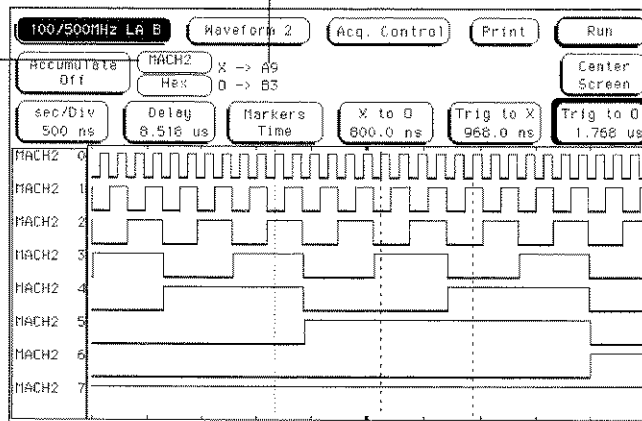 100/500MHz LA B Waveform 2 Acq. Control Print Run
Accumulate Off MACH2 X -> A9 Center Screen
Hex O -> B3
sec/Div Delay Markers X to O Trig to X Trig to O
500 ns 8.518 us Time 800.0 ns 968.0 ns 1.768 us
MACH2 0
MACH2 1
MACH2 2
MACH2 3
MACH2 4
MACH2 5
MACH2 6
MACH2 7